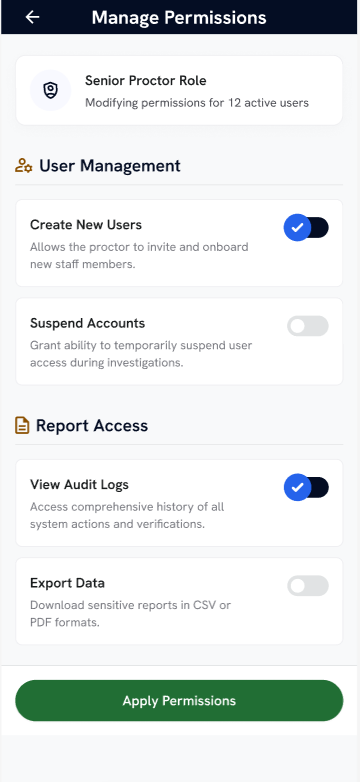 Manage Permissions
Senior Proctor Role
Modifying permissions for 12 active users
User Management
Create New Users
Allows the proctor to invite and onboard
new staff members.
Suspend Accounts
Grant ability to temporarily suspend user
access during investigations.
Report Access
View Audit Logs
Access comprehensive history of all
system actions and verifications.
Export Data
Download sensitive reports in CSV or
PDF formats.
Apply Permissions